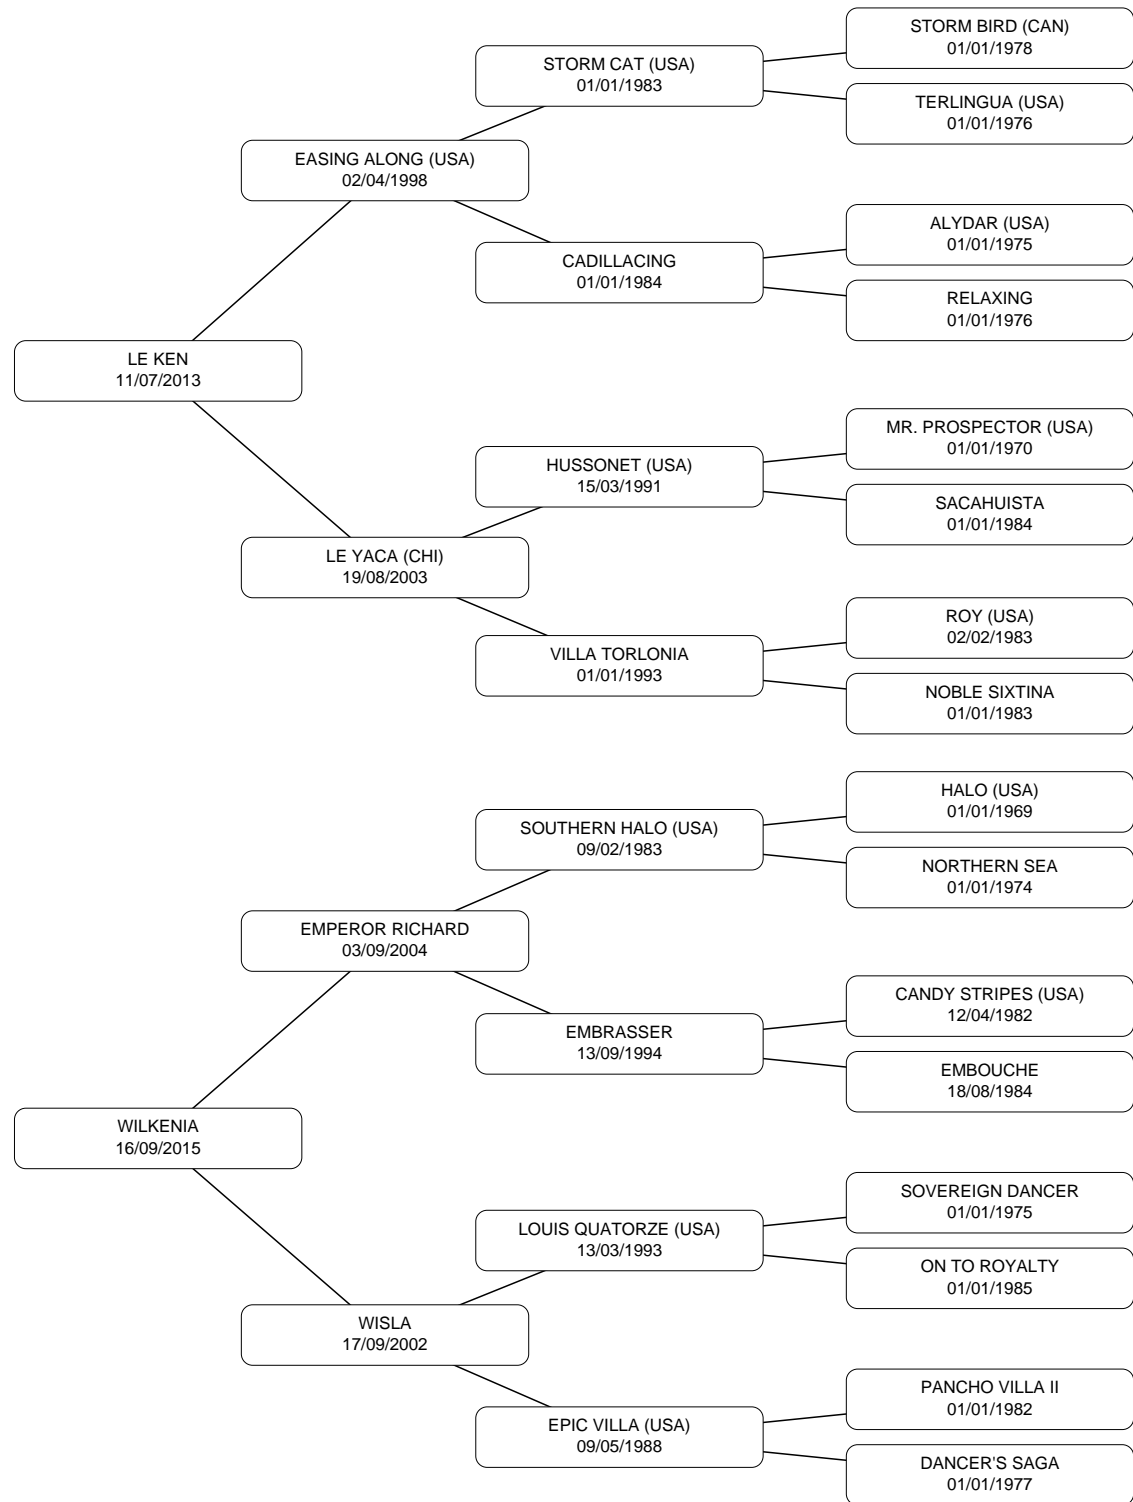 STORM BIRD (CAN)
01/01/1978
STORM CAT (USA)
01/01/1983
TERLINGUA (USA)
01/01/1976
EASING ALONG (USA)
02/04/1998
ALYDAR (USA)
01/01/1975
CADILLACING
01/01/1984
RELAXING
01/01/1976
LE KEN
11/07/2013
MR. PROSPECTOR (USA)
01/01/1970
HUSSONET (USA)
15/03/1991
SACAHUISTA
01/01/1984
LE YACA (CHI)
19/08/2003
ROY (USA)
02/02/1983
VILLA TORLONIA
01/01/1993
NOBLE SIXTINA
01/01/1983
HALO (USA)
01/01/1969
SOUTHERN HALO (USA)
09/02/1983
NORTHERN SEA
01/01/1974
EMPEROR RICHARD
03/09/2004
CANDY STRIPES (USA)
12/04/1982
EMBRASSER
13/09/1994
EMBOUCHE
18/08/1984
WILKENIA
16/09/2015
SOVEREIGN DANCER
01/01/1975
LOUIS QUATORZE (USA)
13/03/1993
ON TO ROYALTY
01/01/1985
WISLA
17/09/2002
PANCHO VILLA II
01/01/1982
EPIC VILLA (USA)
09/05/1988
DANCER'S SAGA
01/01/1977